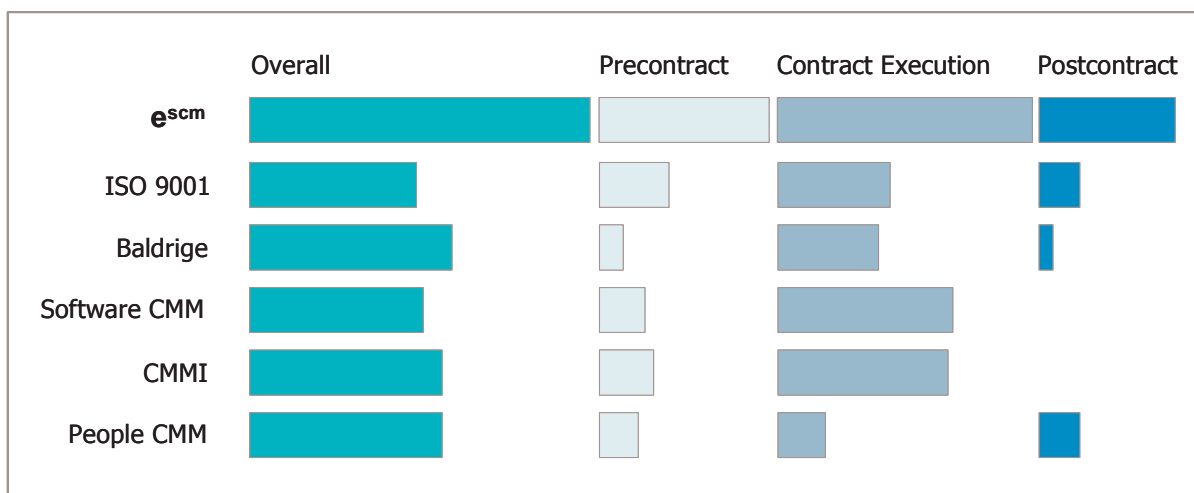 Overall Precontract Contract Execution Postcontract
escm
ISO 9001
Baldrige
Software CMM
CMMI
People CMM